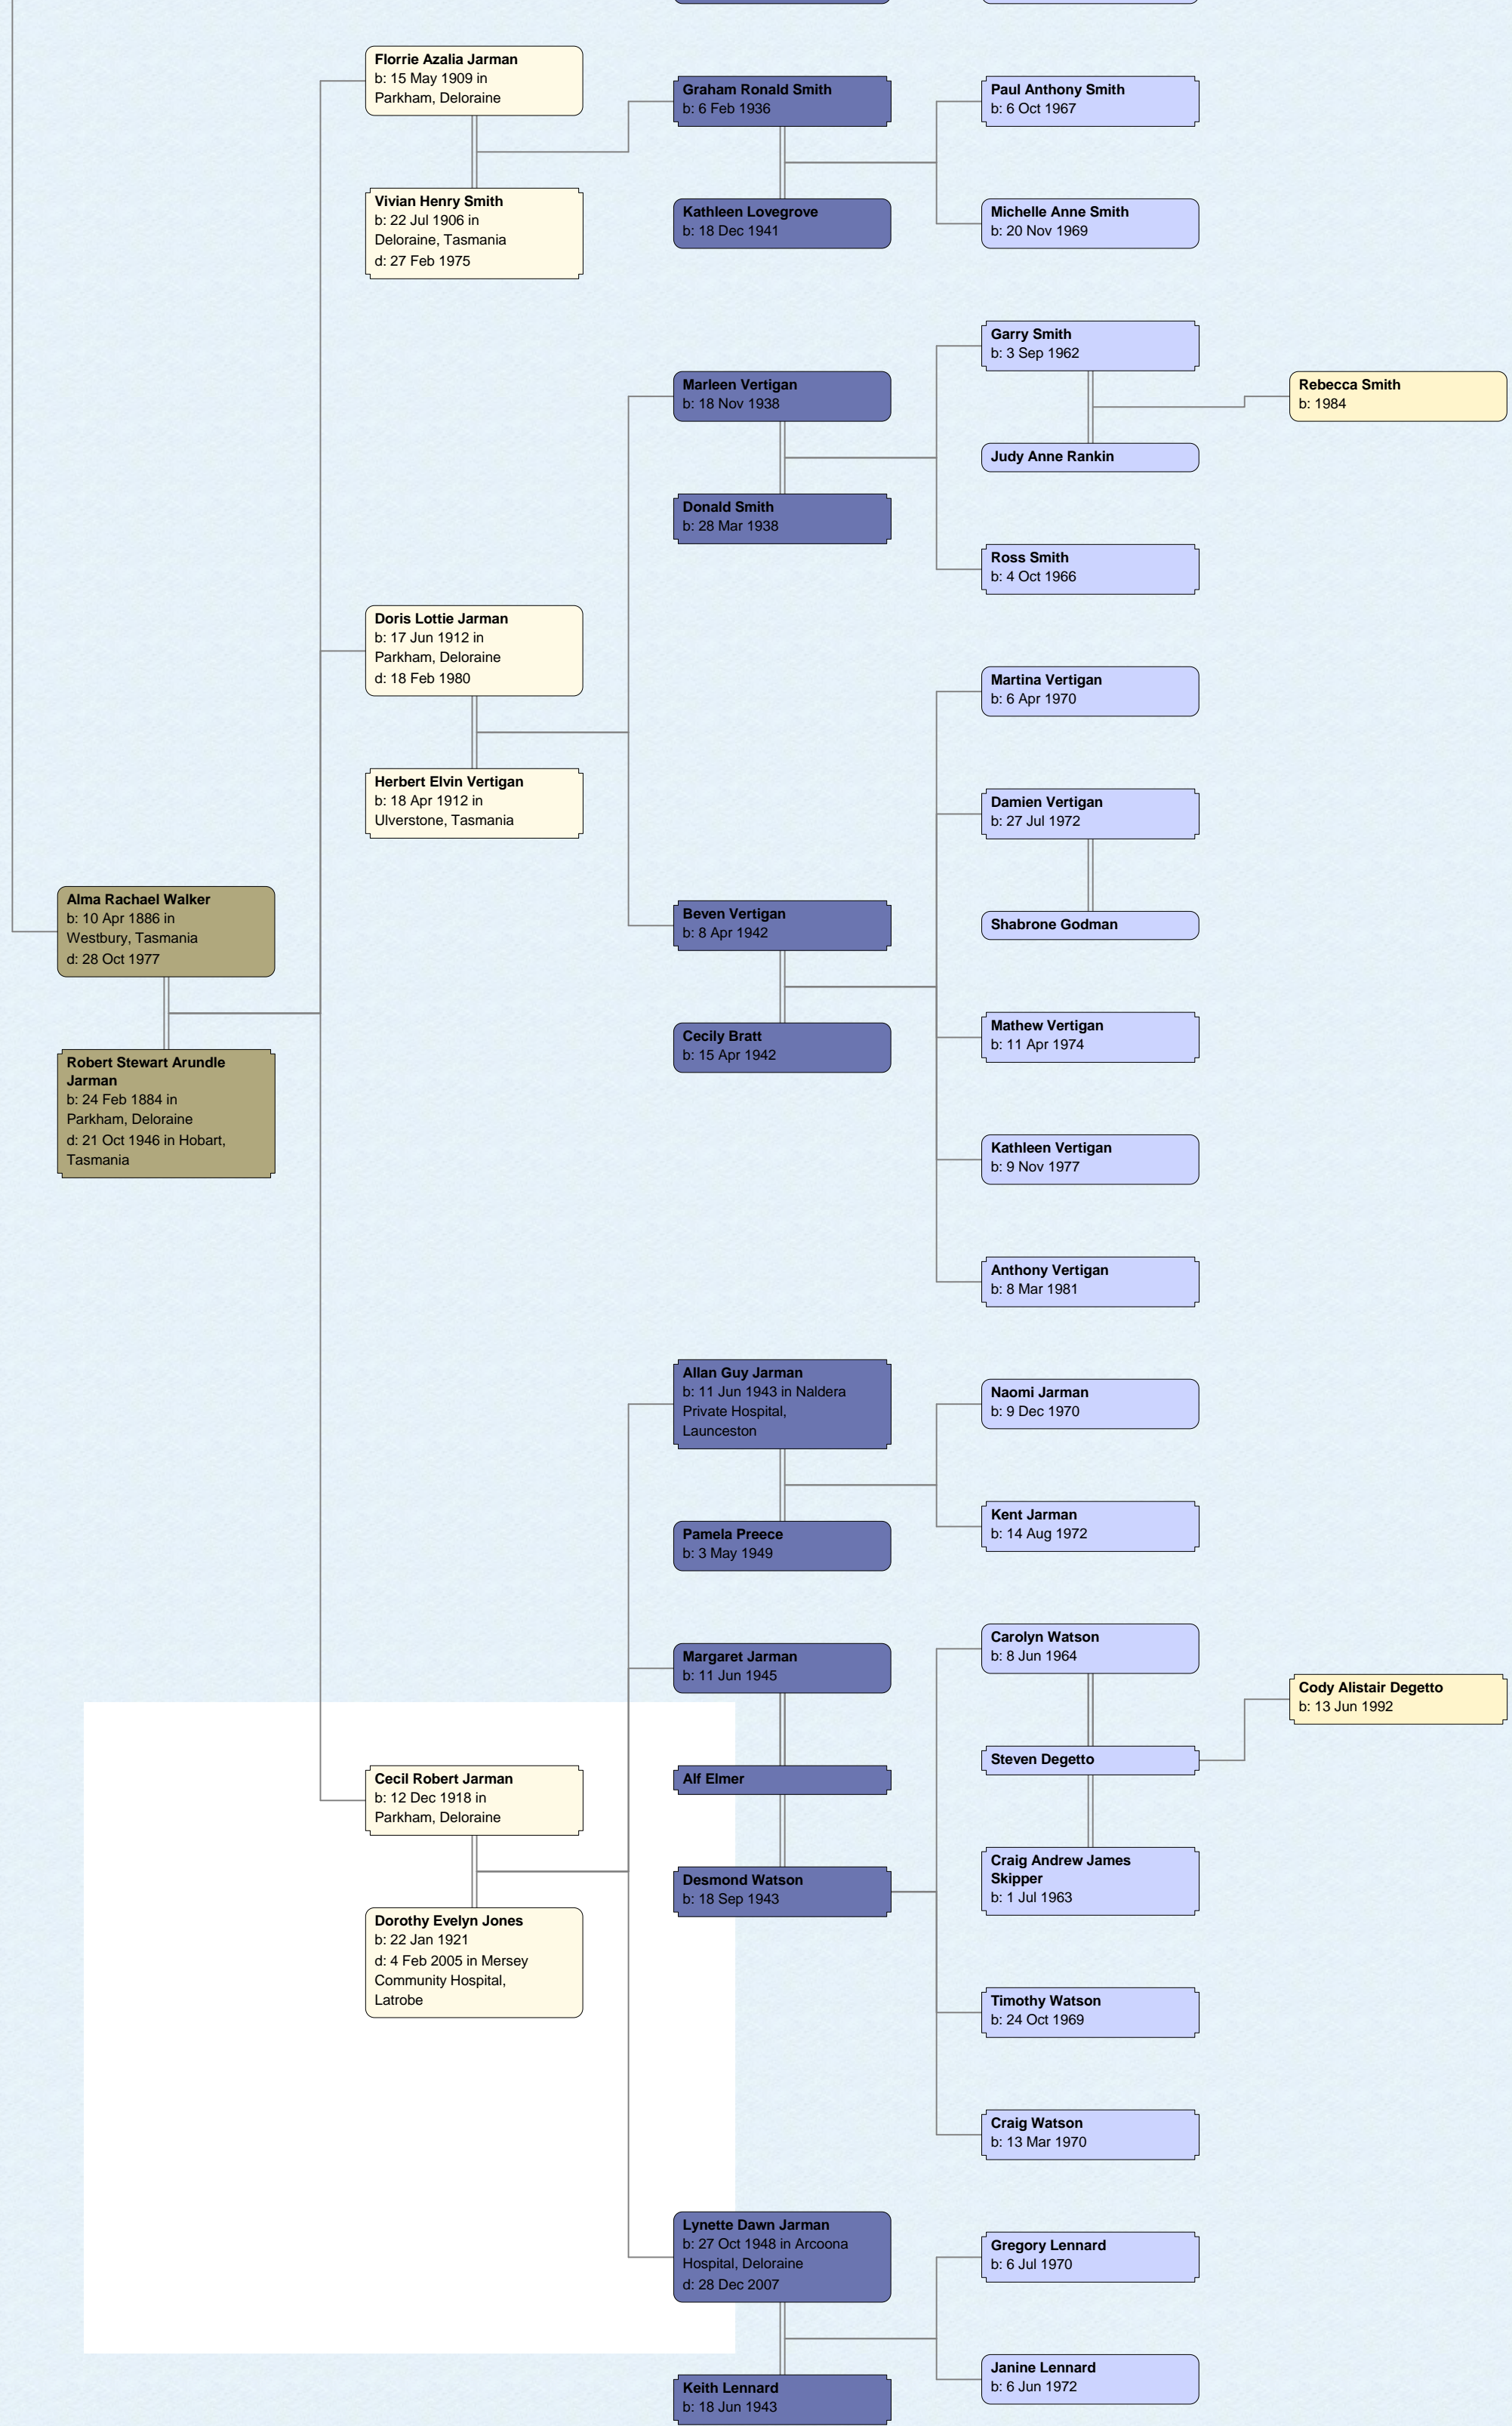 Florrie Azalia Jarman
b: 15 May 1909 in
Parkham, Deloraine
Vivian Henry Smith
b: 22 Jul 1906 in
Deloraine, Tasmania
d: 27 Feb 1975
Graham Ronald Smith
b: 6 Feb 1936
Kathleen Lovegrove
b: 18 Dec 1941
Paul Anthony Smith
b: 6 Oct 1967
Michelle Anne Smith
b: 20 Nov 1969
Garry Smith
b: 3 Sep 1962
Judy Anne Rankin
Rebecca Smith
b: 1984
Marleen Vertigan
b: 18 Nov 1938
Donald Smith
b: 28 Mar 1938
Ross Smith
b: 4 Oct 1966
Doris Lottie Jarman
b: 17 Jun 1912 in
Parkham, Deloraine
d: 18 Feb 1980
Herbert Elvin Vertigan
b: 18 Apr 1912 in
Ulverstone, Tasmania
Martina Vertigan
b: 6 Apr 1970
Damien Vertigan
b: 27 Jul 1972
Shabrone Godman
Beven Vertigan
b: 8 Apr 1942
Cecily Bratt
b: 15 Apr 1942
Mathew Vertigan
b: 11 Apr 1974
Kathleen Vertigan
b: 9 Nov 1977
Anthony Vertigan
b: 8 Mar 1981
Alma Rachael Walker
b: 10 Apr 1886 in
Westbury, Tasmania
d: 28 Oct 1977
Robert Stewart Arundle
Jarman
b: 24 Feb 1884 in
Parkham, Deloraine
d: 21 Oct 1946 in Hobart,
Tasmania
Allan Guy Jarman
b: 11 Jun 1943 in Naldera
Private Hospital,
Launceston
Pamela Preece
b: 3 May 1949
Naomi Jarman
b: 9 Dec 1970
Kent Jarman
b: 14 Aug 1972
Margaret Jarman
b: 11 Jun 1945
Alf Elmer
Desmond Watson
b: 18 Sep 1943
Carolyn Watson
b: 8 Jun 1964
Steven Degetto
Craig Andrew James
Skipper
b: 1 Jul 1963
Cody Alistair Degetto
b: 13 Jun 1992
Cecil Robert Jarman
b: 12 Dec 1918 in
Parkham, Deloraine
Dorothy Evelyn Jones
b: 22 Jan 1921
d: 4 Feb 2005 in Mersey
Community Hospital,
Latrobe
Timothy Watson
b: 24 Oct 1969
Craig Watson
b: 13 Mar 1970
Lynette Dawn Jarman
b: 27 Oct 1948 in Arcoona
Hospital, Deloraine
d: 28 Dec 2007
Keith Lennard
b: 18 Jun 1943
Gregory Lennard
b: 6 Jul 1970
Janine Lennard
b: 6 Jun 1972